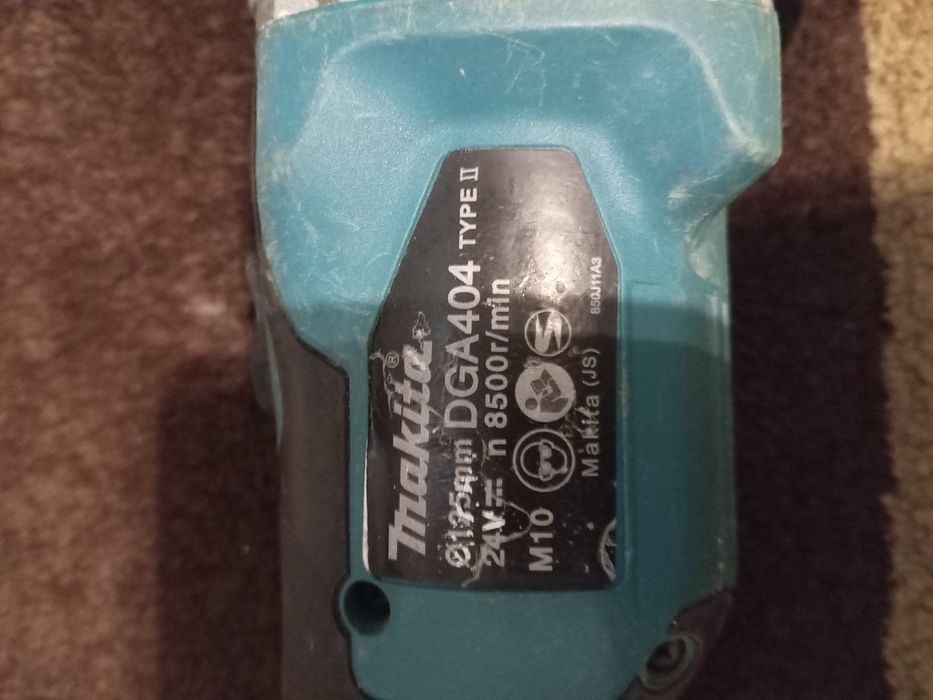 makita®
Ø125mm DGA404 TYPE II
24V n 8500r/min
M10
Makita (JS)
850J11A3